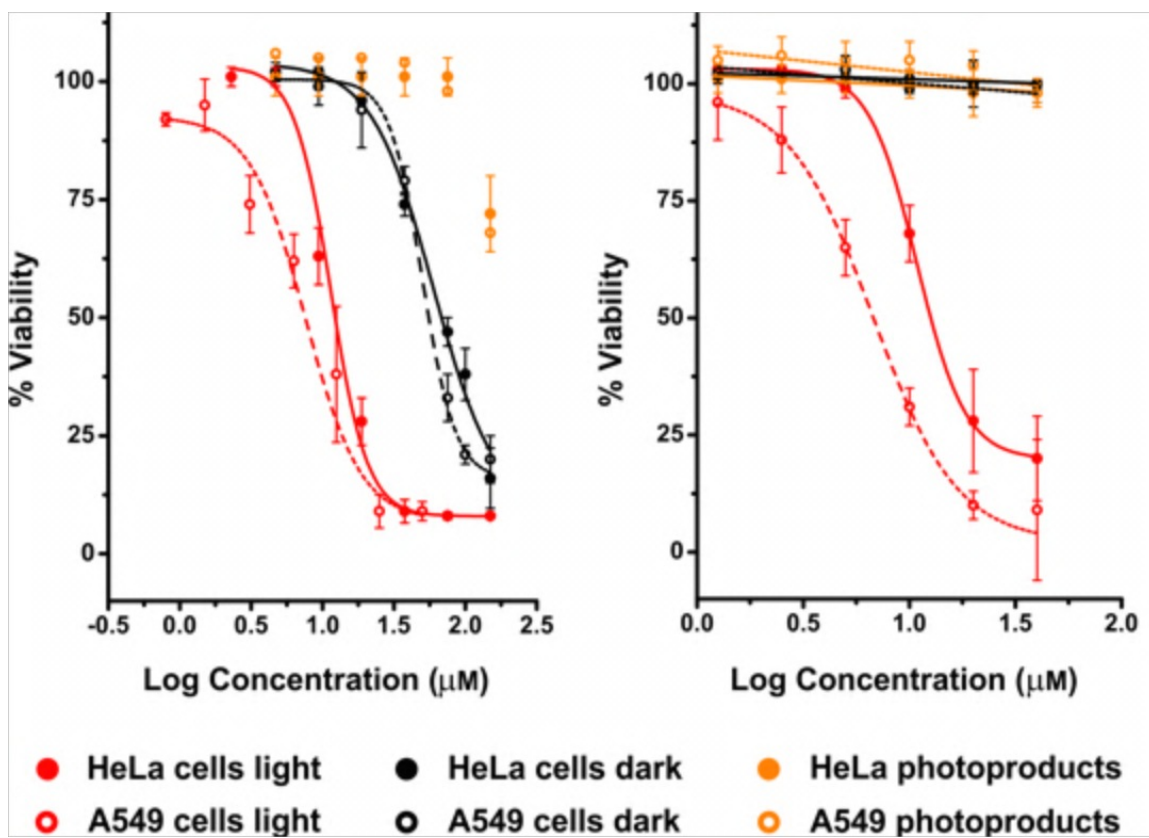 100
75
50
25
0
% Viability
-0.5 0.0 0.5 1.0 1.5 2.0 2.5
Log Concentration (µM)
100
75
50
25
0
% Viability
0.0 0.5 1.0 1.5 2.0
Log Concentration (µM)
HeLa cells light HeLa cells dark HeLa photoproducts
A549 cells light A549 cells dark A549 photoproducts